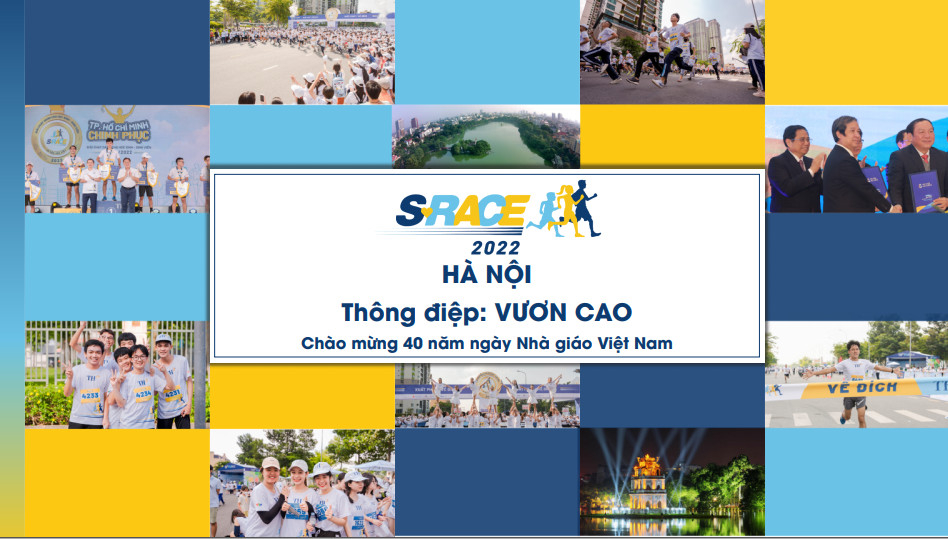 TP. HỒ CHÍ MINH
CHINH PHỤC
S RACE
2022
HÀ NỘI
Thông điệp: VƯƠN CAO
Chào mừng 40 năm ngày Nhà giáo Việt Nam
4233
4234
4231
VỀ ĐÍCH